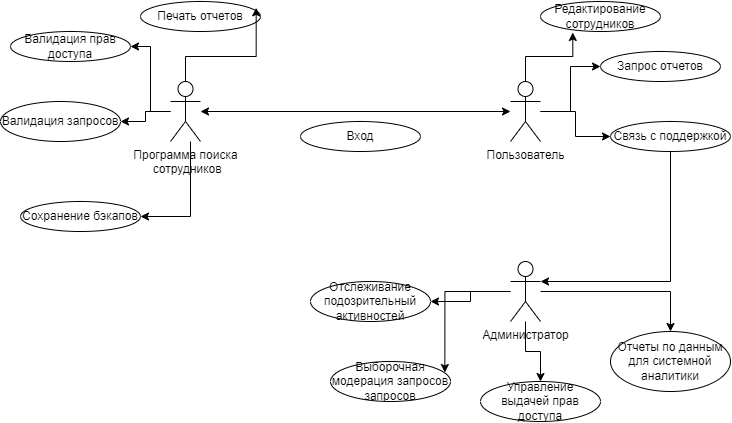 Печать отчетов
Редактирование
сотрудников
Валидация прав
доступа
Запрос отчетов
Валидация запросов
Вход
Связь с поддержкой
Программа поиска
сотрудников
Пользователь
Сохранение бэкапов
Отслеживание
подозрительный
активностей
Администратор
Отчеты по данным
для системной
аналитики
Выборочная
модерация запросов
запросов
Управление
выдачей прав
доступа